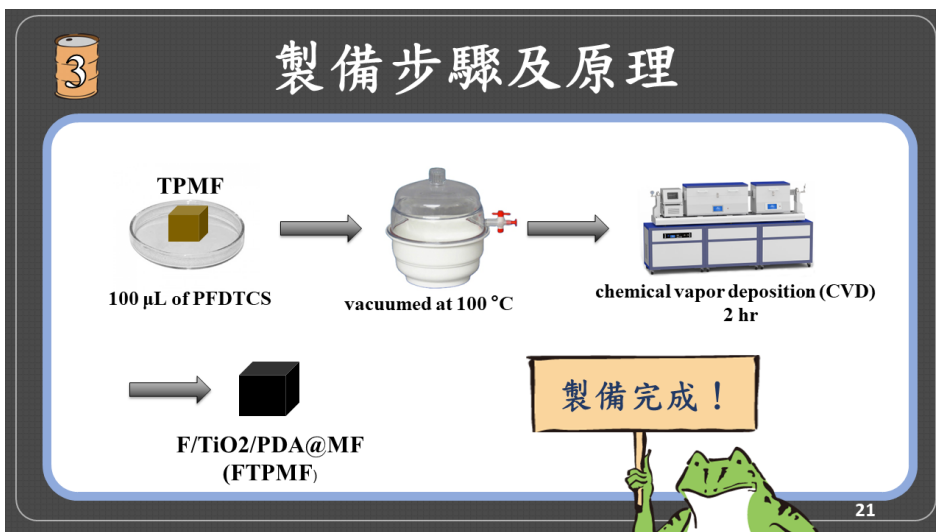 3
製備步驟及原理
TPMF
100 μL of PFDTCS
vacuumed at 100 °C
chemical vapor deposition (CVD)
2 hr
F/TiO2/PDA@MF
(FTPMF)
製備完成！
21